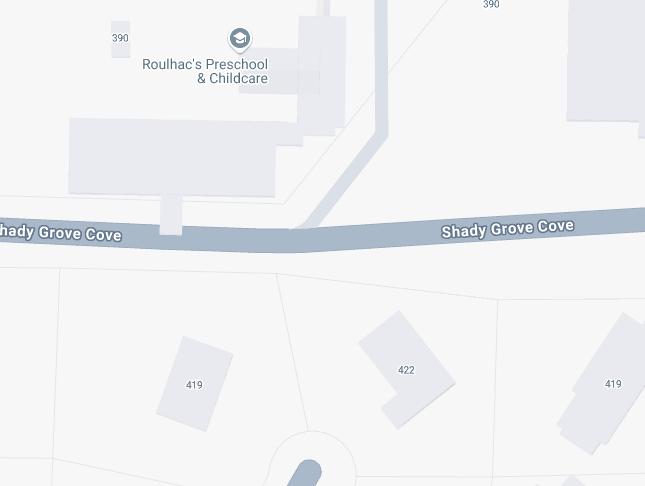 390
390
Roulhac's Preschool
& Childcare
hady Grove Cove
Shady Grove Cove
419
422
419